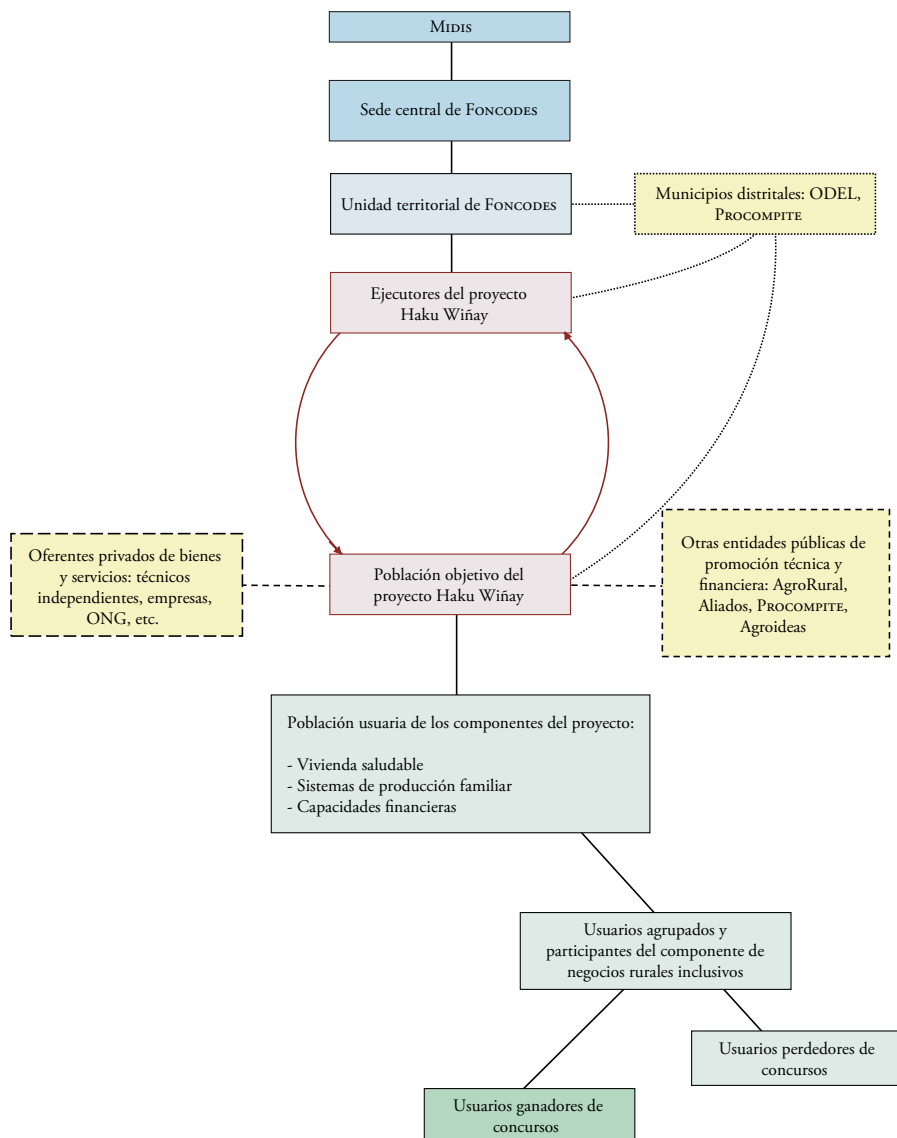 MIDIS
Sede central de FONCODES
Unidad territorial de FONCODES
Municipios distritales: ODEL,
PROCOMPITE
Ejecutores del proyecto
Haku Wiñay
Oferentes privados de bienes
y servicios: técnicos
independientes, empresas,
ONG, etc.
Población objetivo del
proyecto Haku Wiñay
Otras entidades públicas de
promoción técnica y
financiera: AgroRural,
Aliados, PROCOMPITE,
Agroideas
Población usuaria de los componentes del proyecto:
- Vivienda saludable
- Sistemas de producción familiar
- Capacidades financieras
Usuarios agrupados y
participantes del componente de
negocios rurales inclusivos
Usuarios perdedores de
concursos
Usuarios ganadores de
concursos